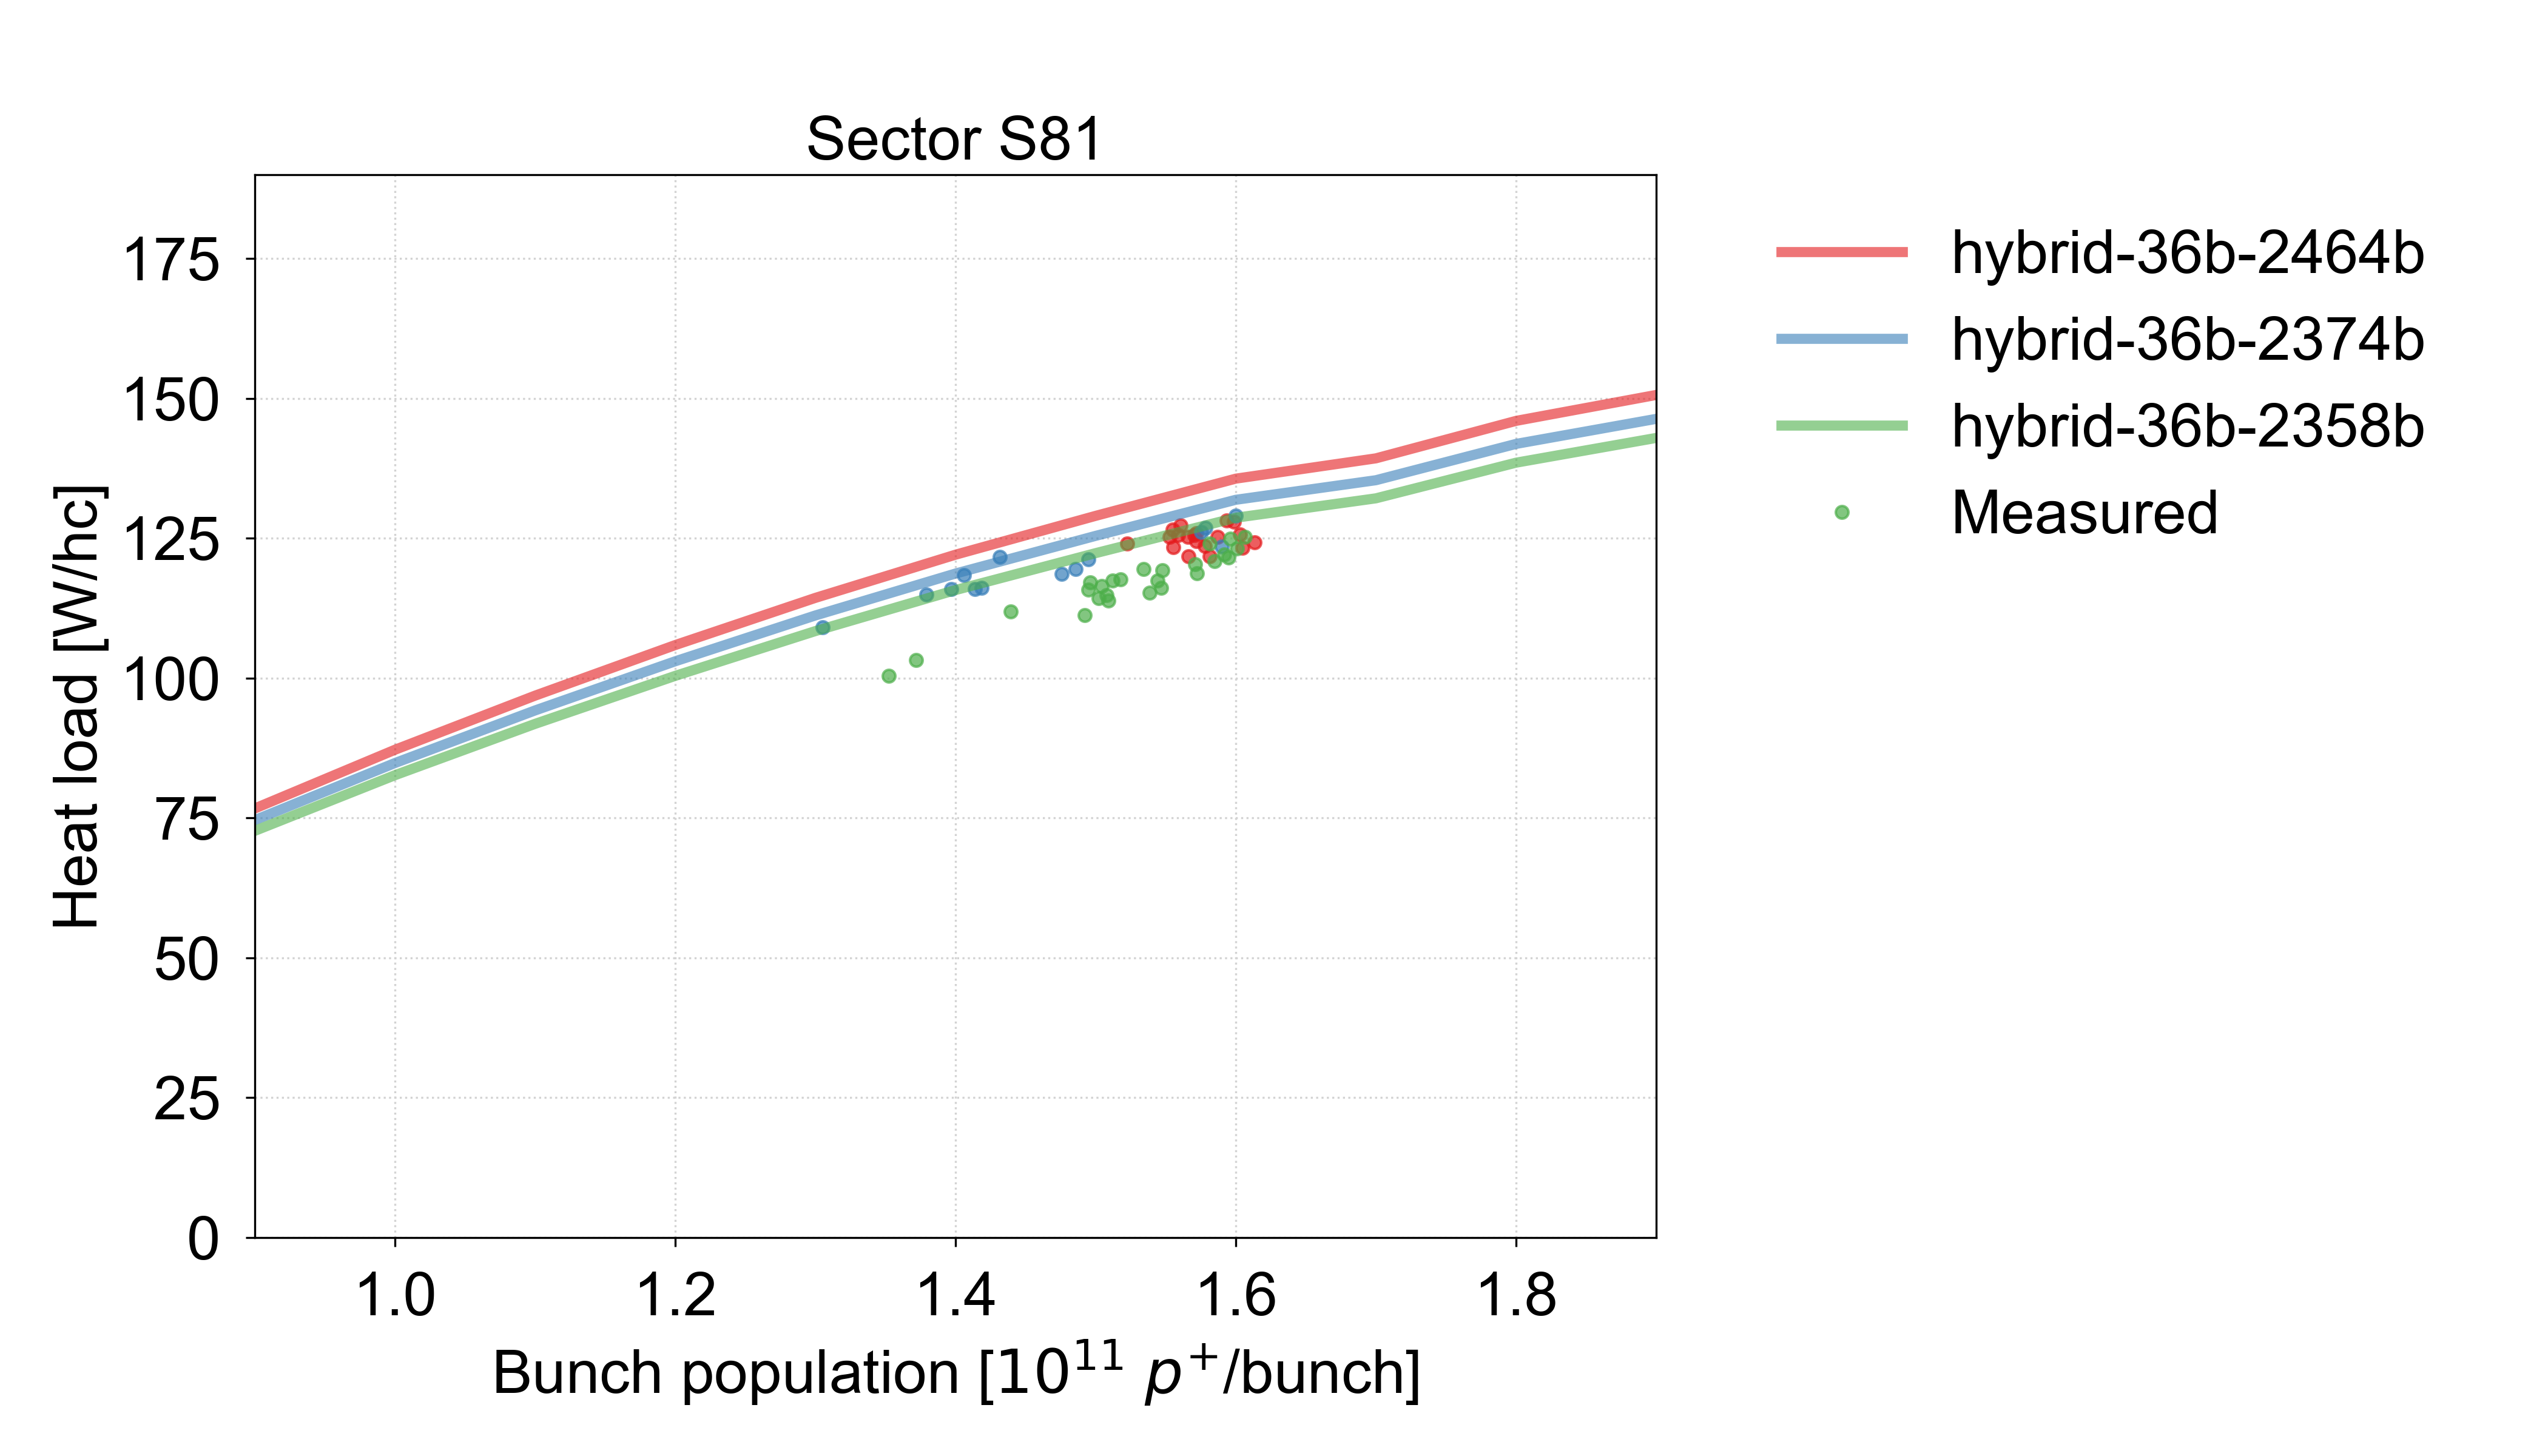 Sector S81
175
150
125
100
75
50
25
0
Heat load [W/hc]
1.0 1.2 1.4 1.6 1.8
Bunch population [10¹¹ p⁺/bunch]
hybrid-36b-2464b
hybrid-36b-2374b
hybrid-36b-2358b
Measured